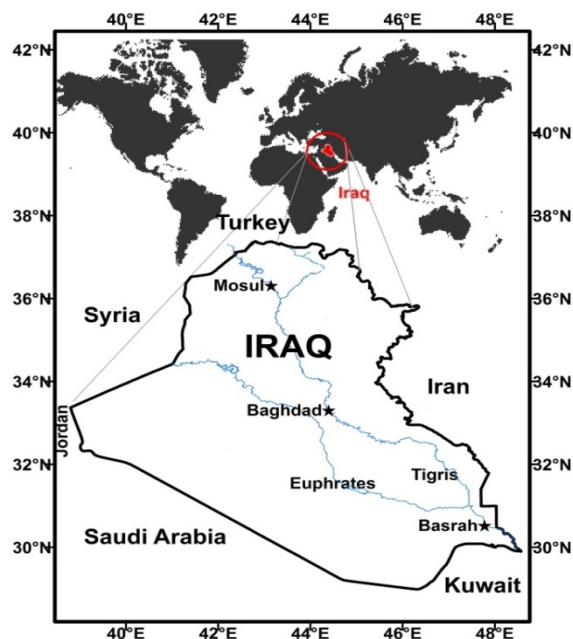 40°E 42°E 44°E 46°E 48°E
42°N 42°N
40°N 40°N
Iraq
38°N 38°N
Turkey
Mosul
36°N 36°N
Syria
IRAQ
Iran
34°N 34°N
Baghdad
Jordan
32°N 32°N
Tigris
Euphrates
Basrah
Saudi Arabia
30°N 30°N
Kuwait
40°E 42°E 44°E 46°E 48°E